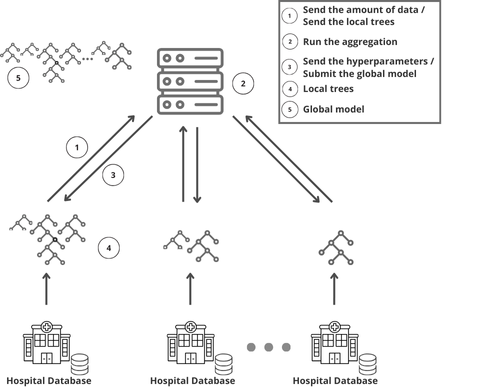 1 Send the amount of data /
Send the local trees
2 Run the aggregation
3 Send the hyperparameters /
Submit the global model
4 Local trees
5 Global model
5
2
1
3
4
Hospital Database Hospital Database Hospital Database